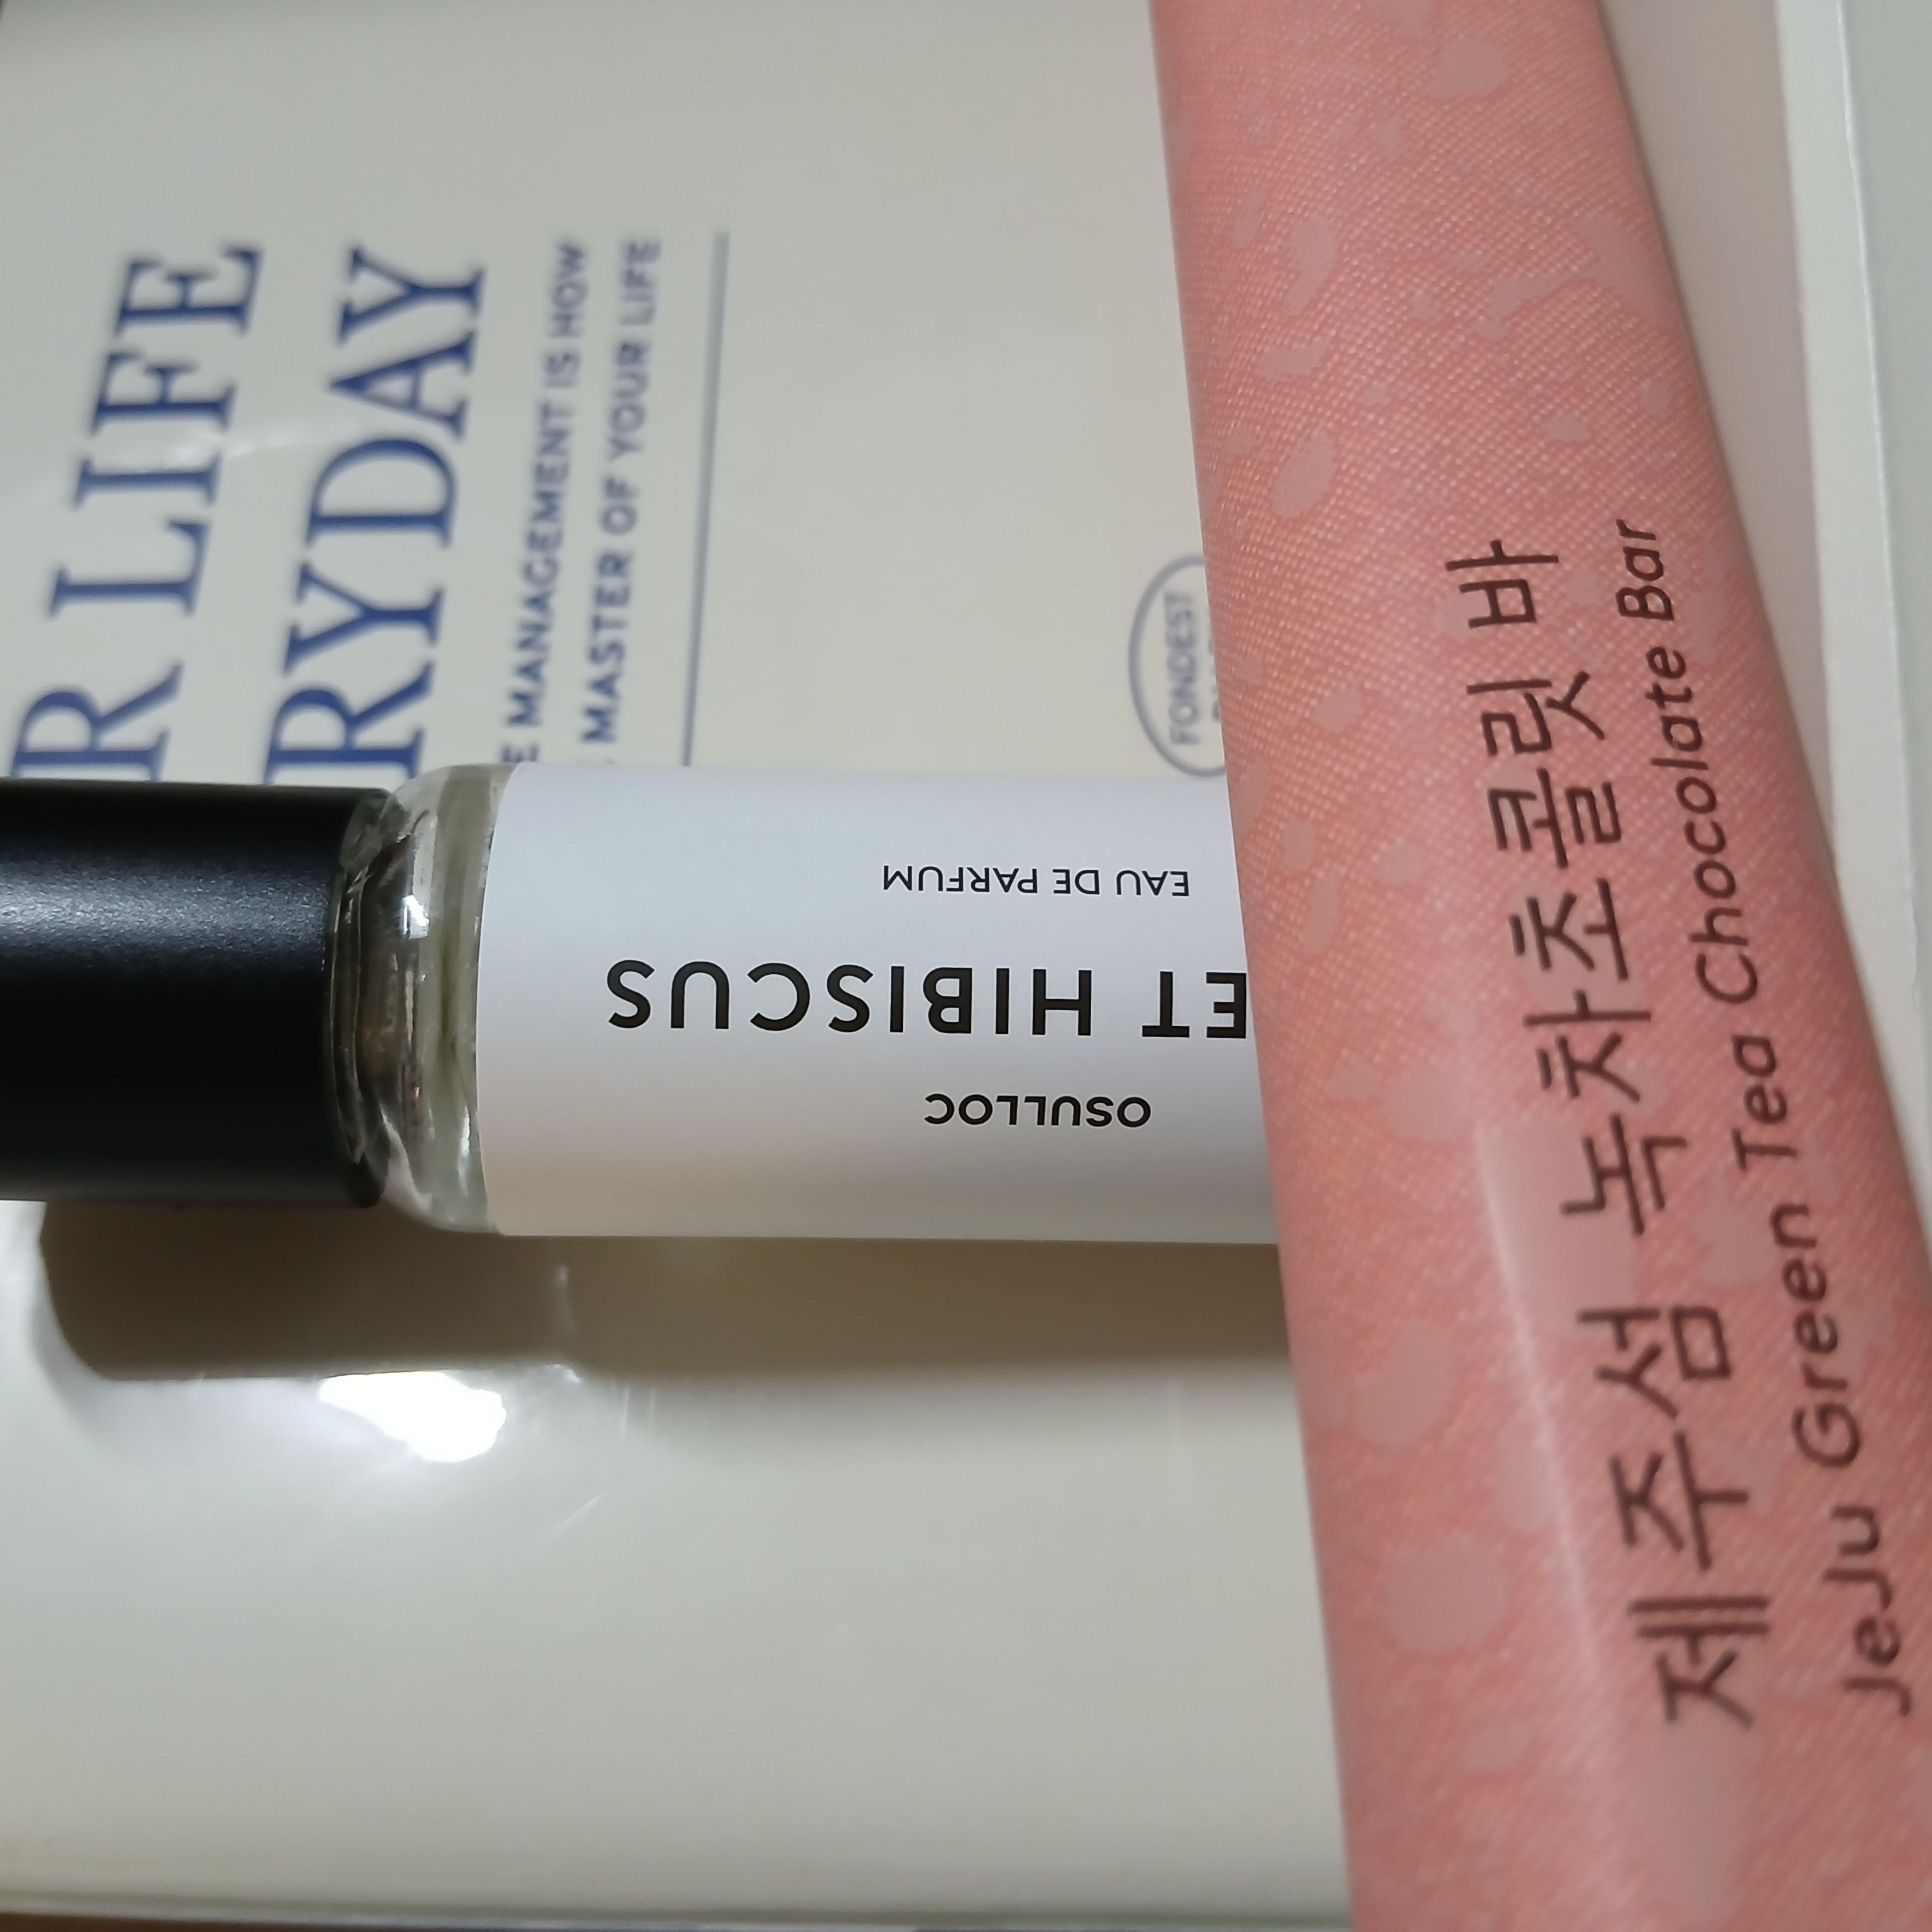 R LIFE
RYDAY
E MANAGEMENT IS HOW
MASTER OF YOUR LIFE
FONDEST
OSULLOC
ET HIBISCUS
EAU DE PARFUM
제주섬 녹차초콜릿 바
JeJu Green Tea Chocolate Bar